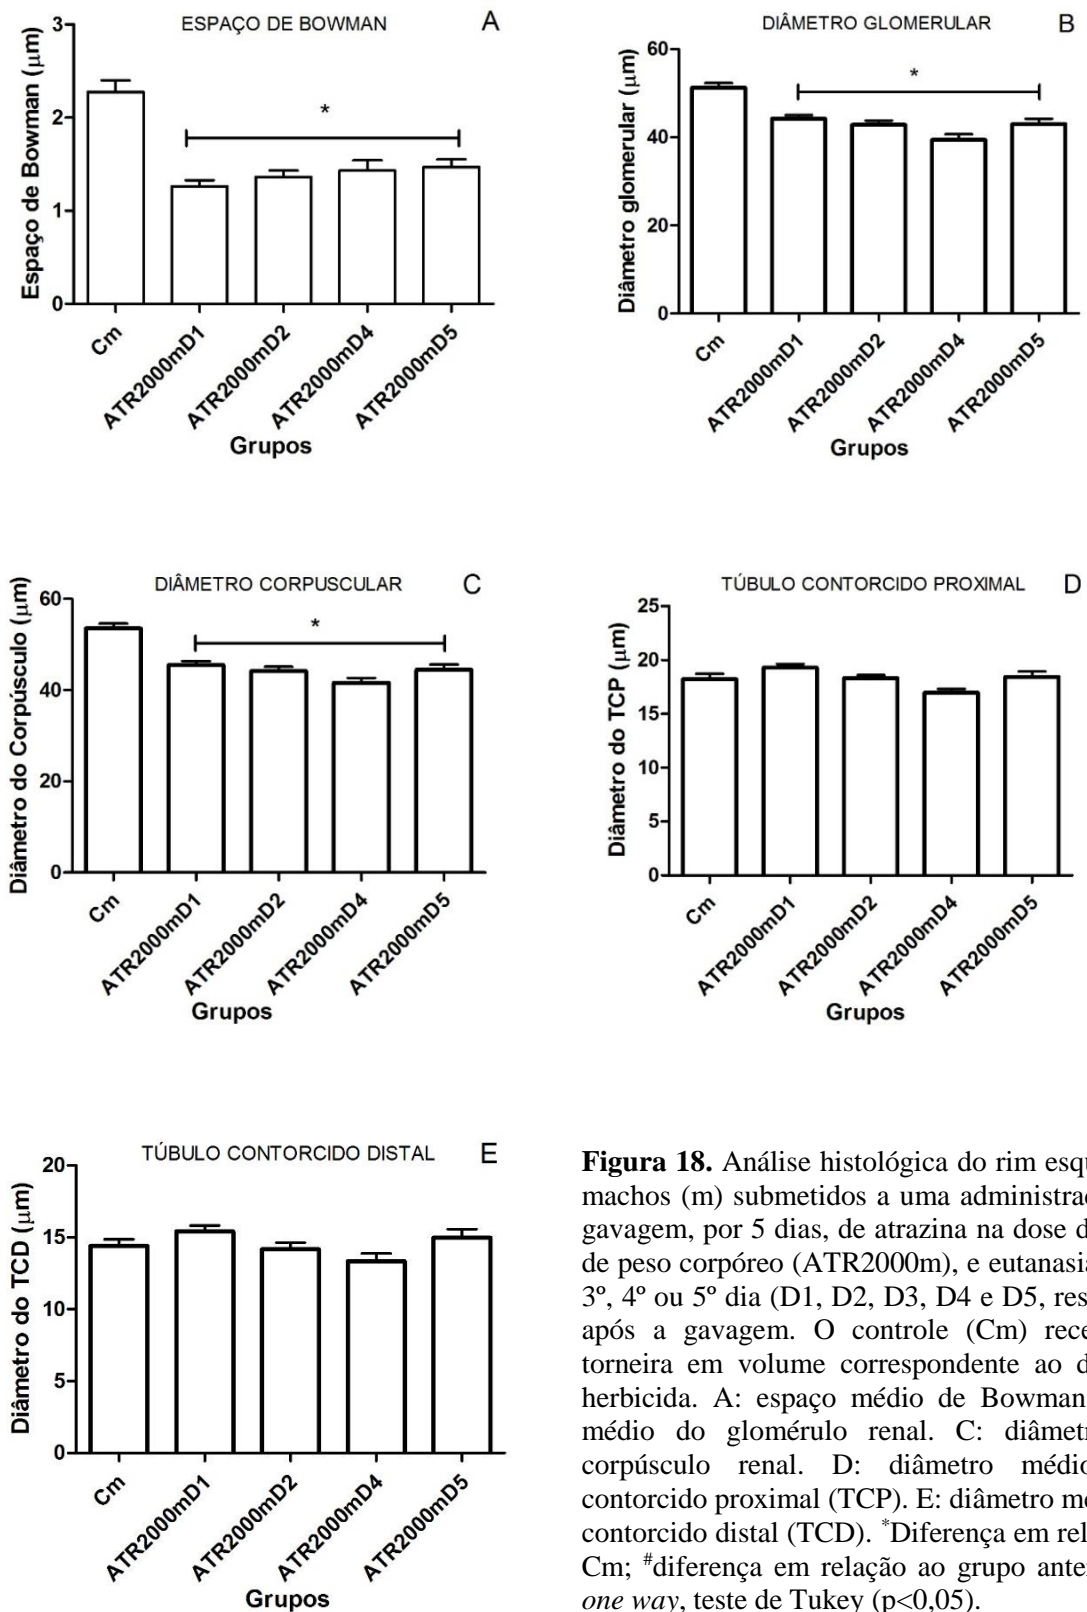 ESPAÇO DE BOWMAN
A
Espaço de Bowman (μm)
3
2
1
0
Cm
ATR2000mD1
ATR2000mD2
ATR2000mD4
ATR2000mD5
*
Grupos
DIÂMETRO GLOMERULAR
B
Diâmetro glomerular (μm)
60
40
20
0
Cm
ATR2000mD1
ATR2000mD2
ATR2000mD4
ATR2000mD5
*
Grupos
DIÂMETRO CORPUSCULAR
C
Diâmetro do Corpúsculo (μm)
60
40
20
0
Cm
ATR2000mD1
ATR2000mD2
ATR2000mD4
ATR2000mD5
*
Grupos
TÚBULO CONTORCIDO PROXIMAL
D
Diâmetro do TCP (μm)
25
20
15
10
5
0
Cm
ATR2000mD1
ATR2000mD2
ATR2000mD4
ATR2000mD5
Grupos
TÚBULO CONTORCIDO DISTAL
E
Diâmetro do TCD (μm)
20
15
10
5
0
Cm
ATR2000mD1
ATR2000mD2
ATR2000mD4
ATR2000mD5
Grupos
Figura 18. Análise histológica do rim esqu
machos (m) submetidos a uma administrac
gavagem, por 5 dias, de atrazina na dose d
de peso corpóreo (ATR2000m), e eutanasia
3º, 4º ou 5º dia (D1, D2, D3, D4 e D5, res
após a gavagem. O controle (Cm) rece
torneira em volume correspondente ao d
herbicida. A: espaço médio de Bowman
médio do glomérulo renal. C: diâmetr
corpúsculo renal. D: diâmetro médio
contorcido proximal (TCP). E: diâmetro mé
contorcido distal (TCD). *Diferença em rel
Cm; #diferença em relação ao grupo ante
one way, teste de Tukey (p<0,05).